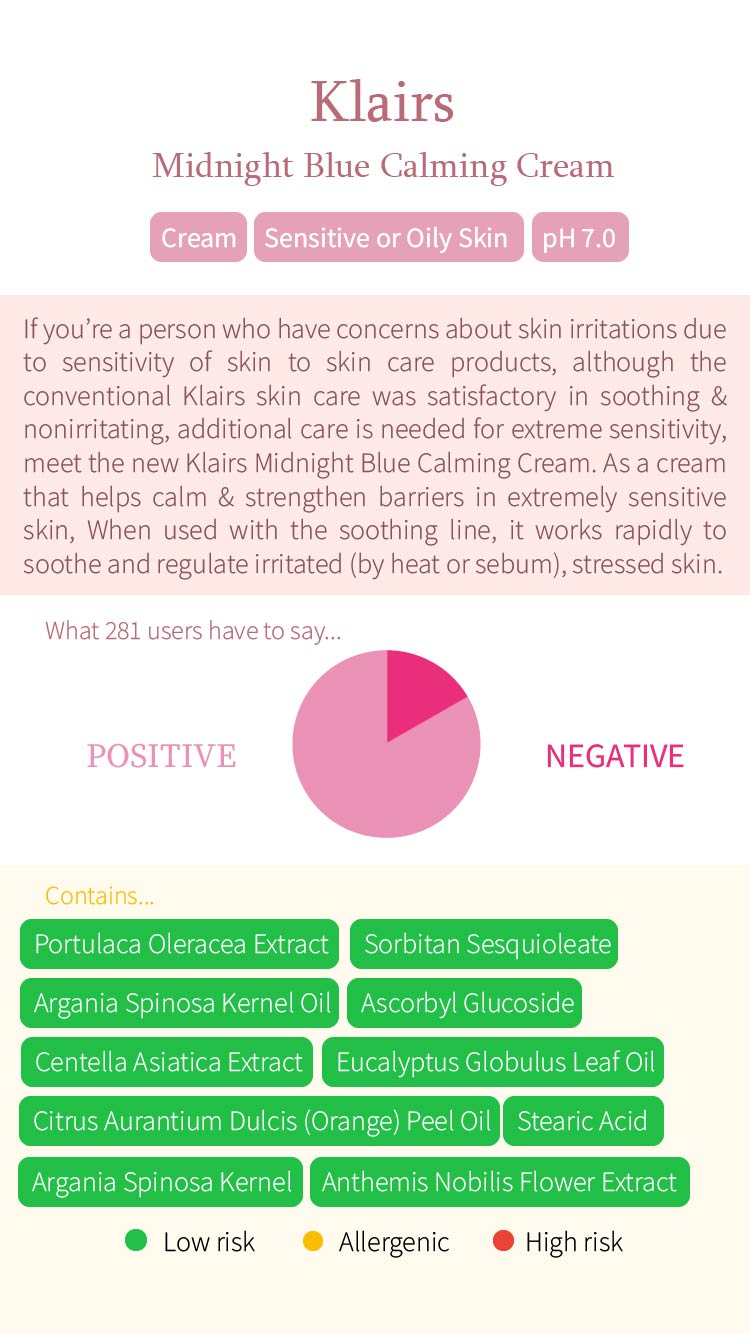 Klairs
Midnight Blue Calming Cream
Cream Sensitive or Oily Skin pH 7.0
If you’re a person who have concerns about skin irritations due
to sensitivity of skin to skin care products, although the
conventional Klairs skin care was satisfactory in soothing &
nonirritating, additional care is needed for extreme sensitivity,
meet the new Klairs Midnight Blue Calming Cream. As a cream
that helps calm & strengthen barriers in extremely sensitive
skin, When used with the soothing line, it works rapidly to
soothe and regulate irritated (by heat or sebum), stressed skin.
What 281 users have to say...
POSITIVE NEGATIVE
Contains...
Portulaca Oleracea Extract Sorbitan Sesquioleate
Argania Spinosa Kernel Oil Ascorbyl Glucoside
Centella Asiatica Extract Eucalyptus Globulus Leaf Oil
Citrus Aurantium Dulcis (Orange) Peel Oil Stearic Acid
Argania Spinosa Kernel Anthemis Nobilis Flower Extract
Low risk Allergenic High risk